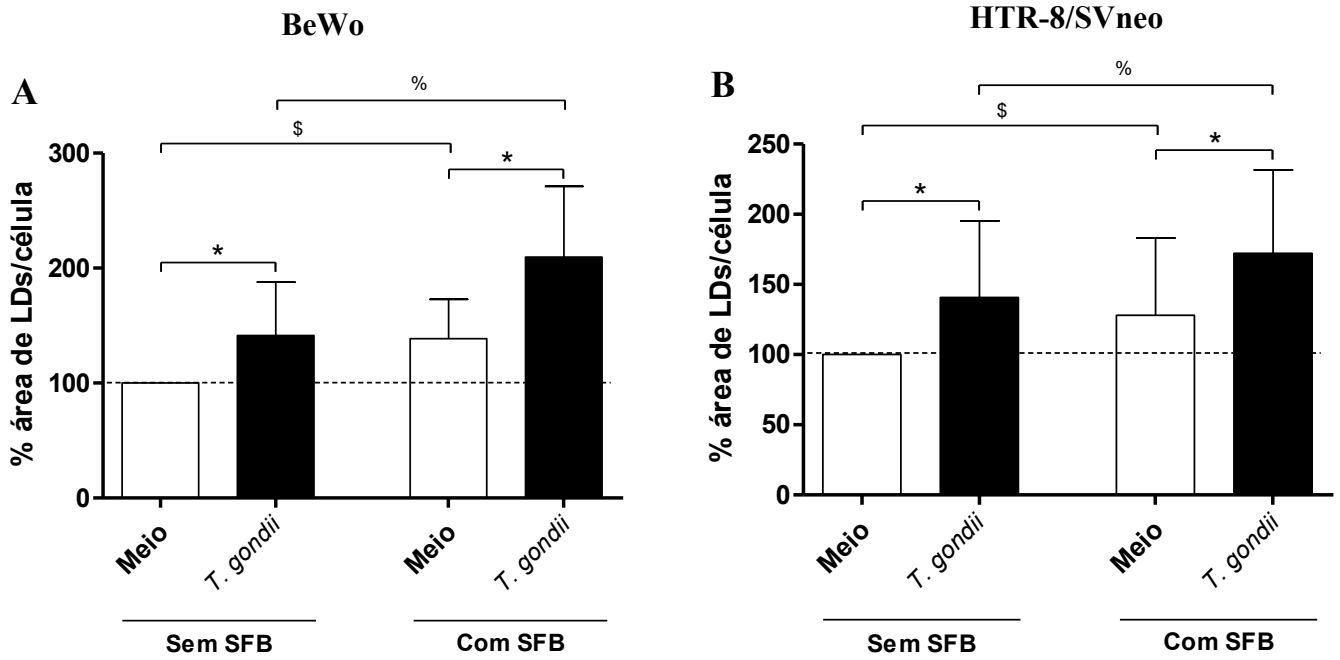 BeWo
A
%
$
*
*
% área de LDs/célula
300
200
100
0
Meio
T. gondii
Meio
T. gondii
Sem SFB
Com SFB
HTR-8/SVneo
B
%
$
*
*
% área de LDs/célula
250
200
150
100
50
0
Meio
T. gondii
Meio
T. gondii
Sem SFB
Com SFB